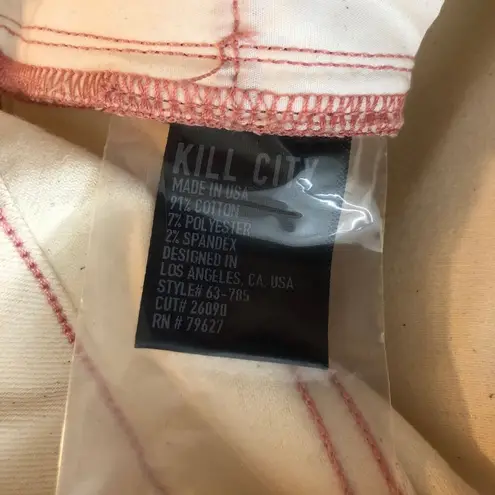 KILL CITY
MADE IN USA
91% COTTON
7% POLYESTER
2% SPANDEX
DESIGNED IN
LOS ANGELES, CA. USA
STYLE# 63-785
CUT# 26090
RN # 79627